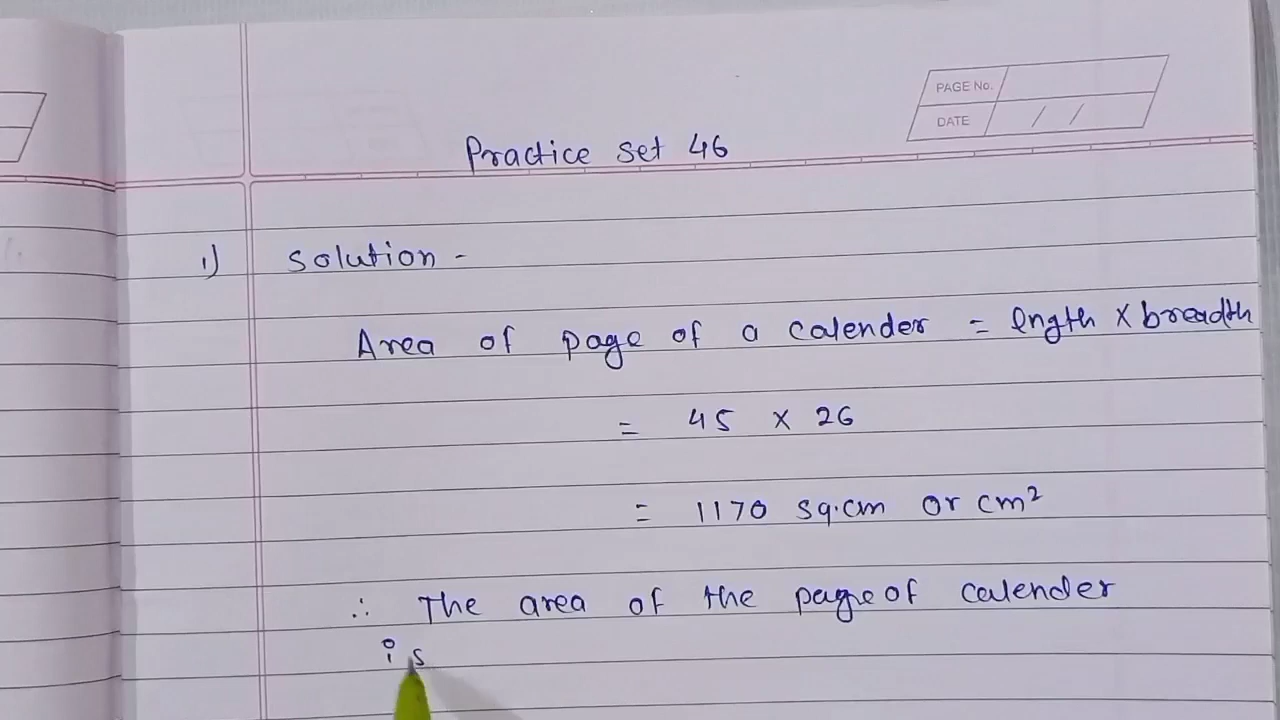 PAGE No.
DATE / /
Practice set 46
1) Solution -
Area of page of a calender = length × breadth
= 45 × 26
= 1170 sq.cm or cm²
∴ The area of the page of calender
is